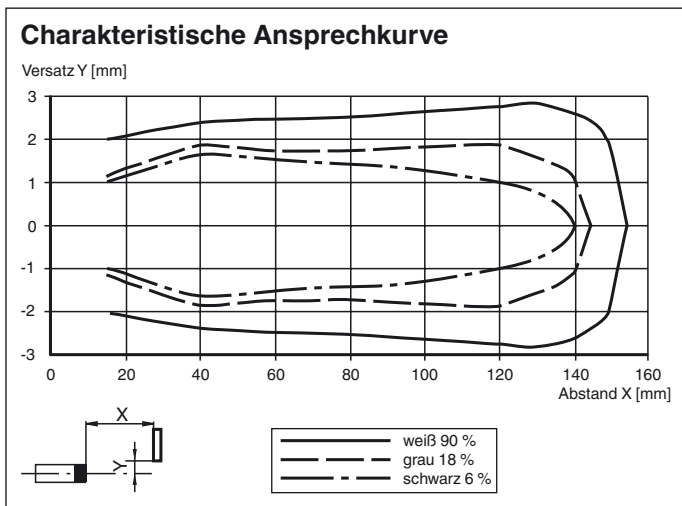 Charakteristische Ansprechkurve
Versatz Y [mm]
3
2
1
0
-1
-2
-3
0 20 40 60 80 100 120 140 160
Abstand X [mm]
X
Y
weiß 90 %
grau 18 %
schwarz 6 %